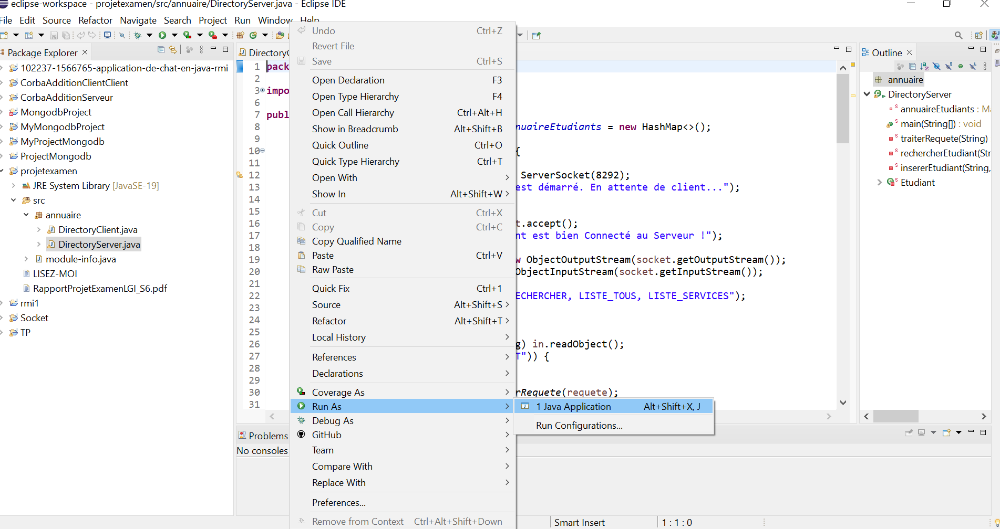 eclipse-workspace - projetexamen/src/annuaire/DirectoryServer.java - Eclipse IDE
File Edit Source Refactor Navigate Search Project Run Window Help
Package Explorer
102237-1566765-application-de-chat-en-java-rmi
CorbaAdditionClientClient
CorbaAdditionServeur
MongodbProject
MyMongodbProject
MyProjectMongodb
ProjectMongodb
projetexamen
JRE System Library [JavaSE-19]
src
annuaire
DirectoryClient.java
DirectoryServer.java
module-info.java
LISEZ-MOI
RapportProjetExamenLGI_S6.pdf
rmi1
Socket
TP
DirectoryC
1 pack
2
3 impo
6
7 publ
8 nuaireEtudiants = new HashMap<>();
9
10 {
11
12 ServerSocket(8292);
13 est démarré. En attente de client...");
14
15
16 t.accept();
17 nt est bien Connecté au Serveur !");
18
19 w ObjectOutputStream(socket.getOutputStream());
20 ObjectInputStream(socket.getInputStream());
21
22 ECHERCHER, LISTE_TOUS, LISTE_SERVICES");
23
24
25
26 g) in.readObject();
27 T")) {
28
29
30 rRequete(requete);
31
Undo Ctrl+Z
Revert File
Save Ctrl+S
Open Declaration F3
Open Type Hierarchy F4
Open Call Hierarchy Ctrl+Alt+H
Show in Breadcrumb Alt+Shift+B
Quick Outline Ctrl+O
Quick Type Hierarchy Ctrl+T
Open With
Show In Alt+Shift+W
Cut Ctrl+X
Copy Ctrl+C
Copy Qualified Name
Paste Ctrl+V
Raw Paste
Quick Fix Ctrl+1
Source Alt+Shift+S
Refactor Alt+Shift+T
Local History
References
Declarations
Coverage As
Run As
Debug As
GitHub
Team
Compare With
Replace With
Preferences...
Remove from Context Ctrl+Alt+Shift+Down
1 Java Application Alt+Shift+X, J
Run Configurations...
Outline
annuaire
DirectoryServer
annuaireEtudiants : Ma
main(String[]) : void
traiterRequete(String)
rechercherEtudiant(Str
insererEtudiant(String,
Etudiant
Problems
No consoles
Smart Insert
1 : 1 : 0